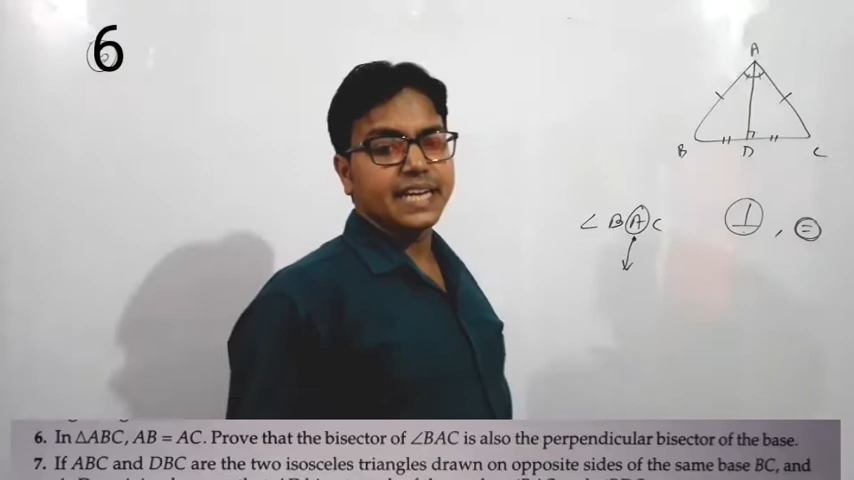 6
A
B D C
∠BAC ⊥ , =
6. In △ABC, AB = AC. Prove that the bisector of ∠BAC is also the perpendicular bisector of the base.
7. If ABC and DBC are the two isosceles triangles drawn on opposite sides of the same base BC, and